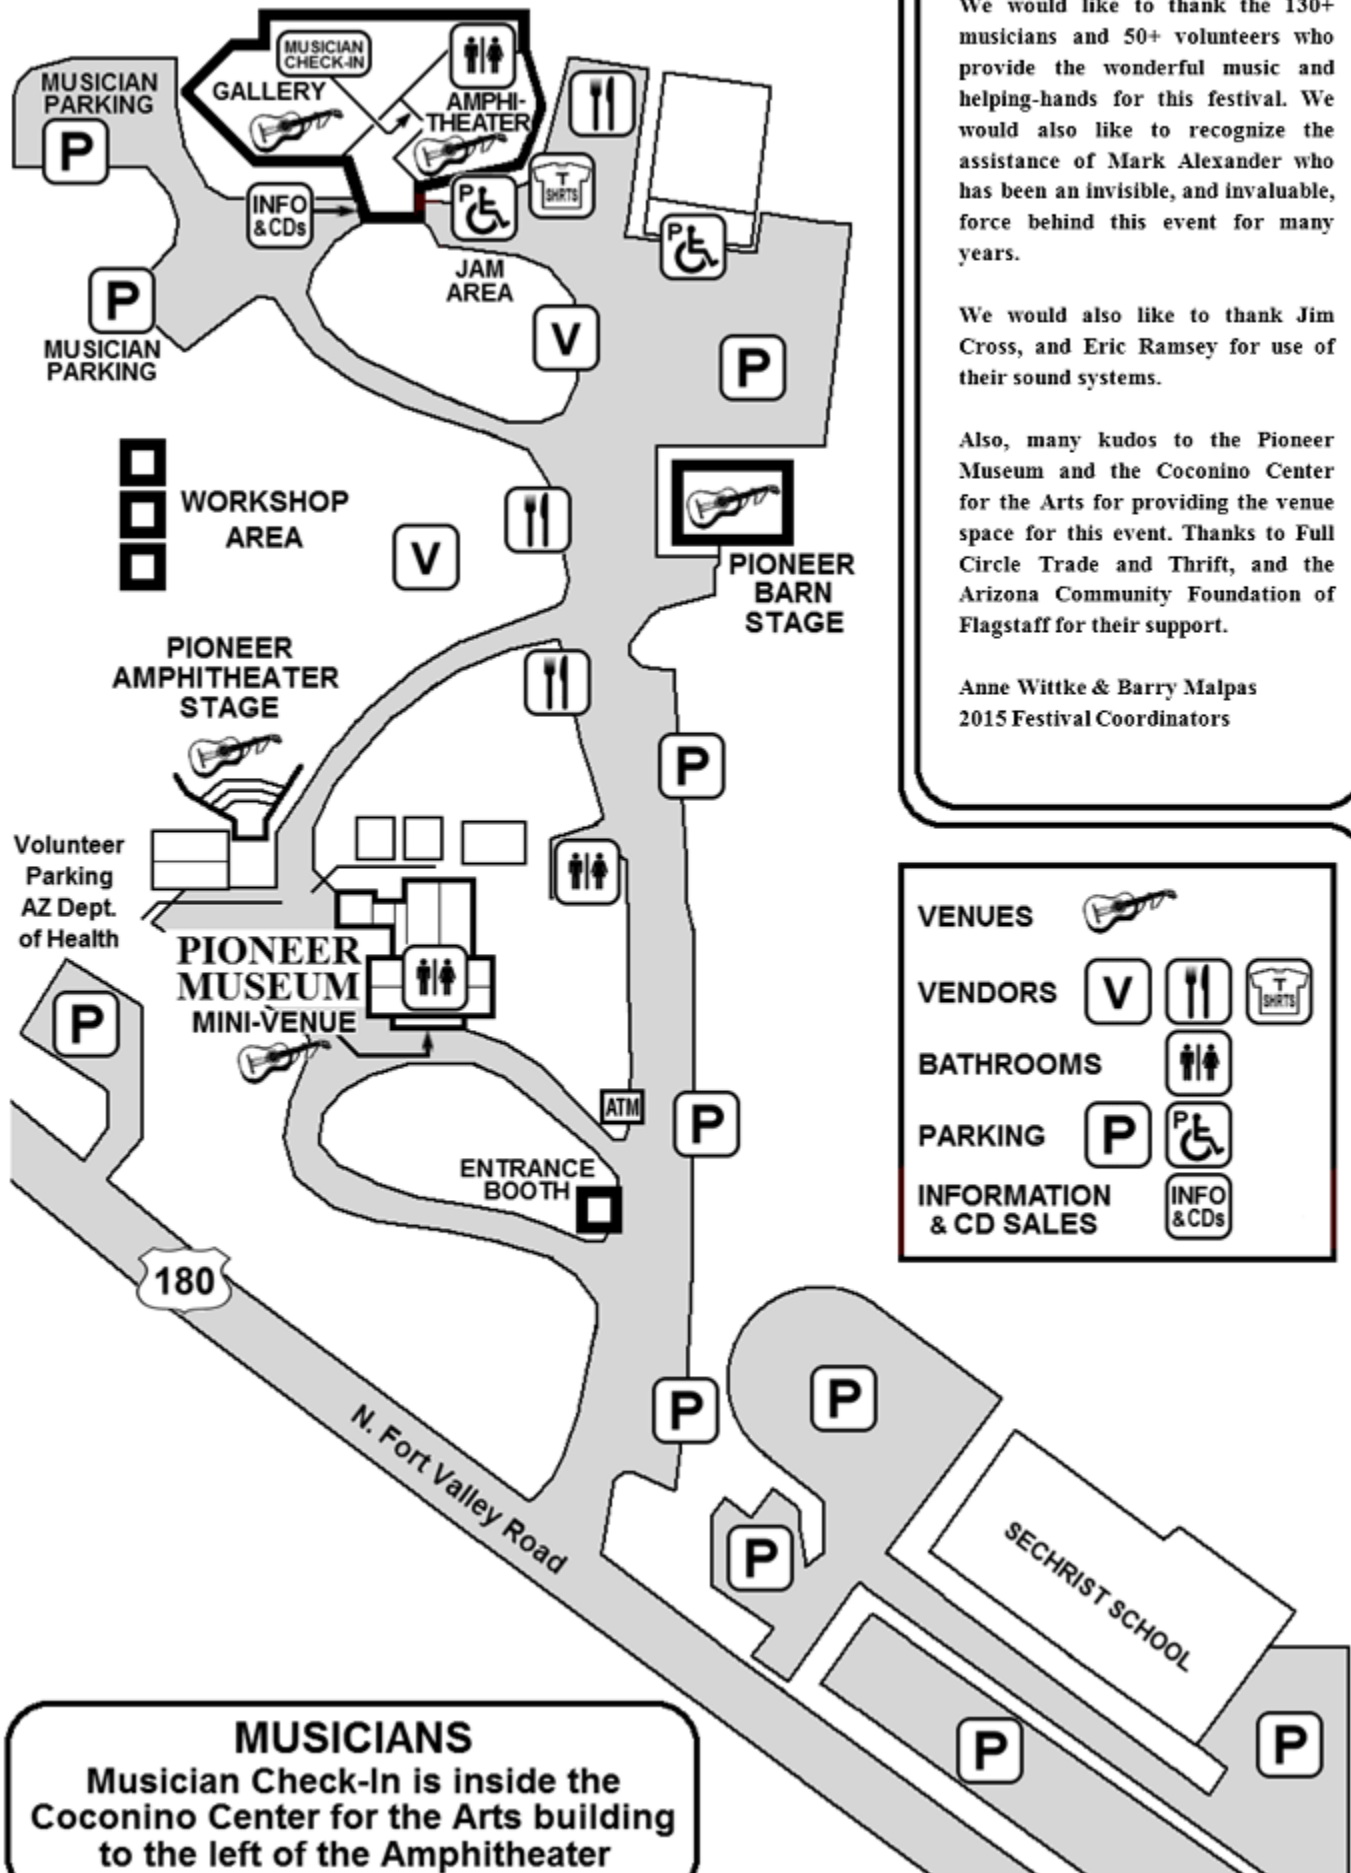 We would like to thank the 130+
musicians and 50+ volunteers who
provide the wonderful music and
helping-hands for this festival. We
would also like to recognize the
assistance of Mark Alexander who
has been an invisible, and invaluable,
force behind this event for many
years.
We would also like to thank Jim
Cross, and Eric Ramsey for use of
their sound systems.
Also, many kudos to the Pioneer
Museum and the Coconino Center
for the Arts for providing the venue
space for this event. Thanks to Full
Circle Trade and Thrift, and the
Arizona Community Foundation of
Flagstaff for their support.
Anne Wittke & Barry Malpas
2015 Festival Coordinators
MUSICIAN
CHECK-IN
GALLERY
AMPHI-
THEATER
MUSICIAN
PARKING
P
INFO
&CDs
P
T
SHRTS
P
JAM
AREA
P
MUSICIAN
PARKING
V
P
WORKSHOP
AREA
V
PIONEER
BARN
STAGE
PIONEER
AMPHITHEATER
STAGE
P
Volunteer
Parking
AZ Dept.
of Health
P
PIONEER
MUSEUM
MINI-VENUE
ATM
P
ENTRANCE
BOOTH
180
N. Fort Valley Road
P
P
P
SECHRIST SCHOOL
P
P
VENUES
VENDORS
V
T
SHRTS
BATHROOMS
PARKING
P
P
INFORMATION
& CD SALES
INFO
&CDs
MUSICIANS
Musician Check-In is inside the
Coconino Center for the Arts building
to the left of the Amphitheater